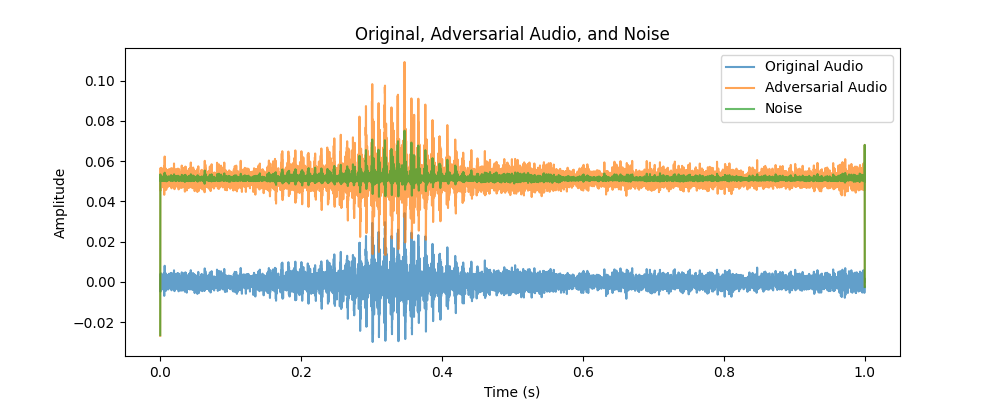 Original, Adversarial Audio, and Noise
Original Audio
Adversarial Audio
Noise
Amplitude
0.10
0.08
0.06
0.04
0.02
0.00
−0.02
0.0 0.2 0.4 0.6 0.8 1.0
Time (s)